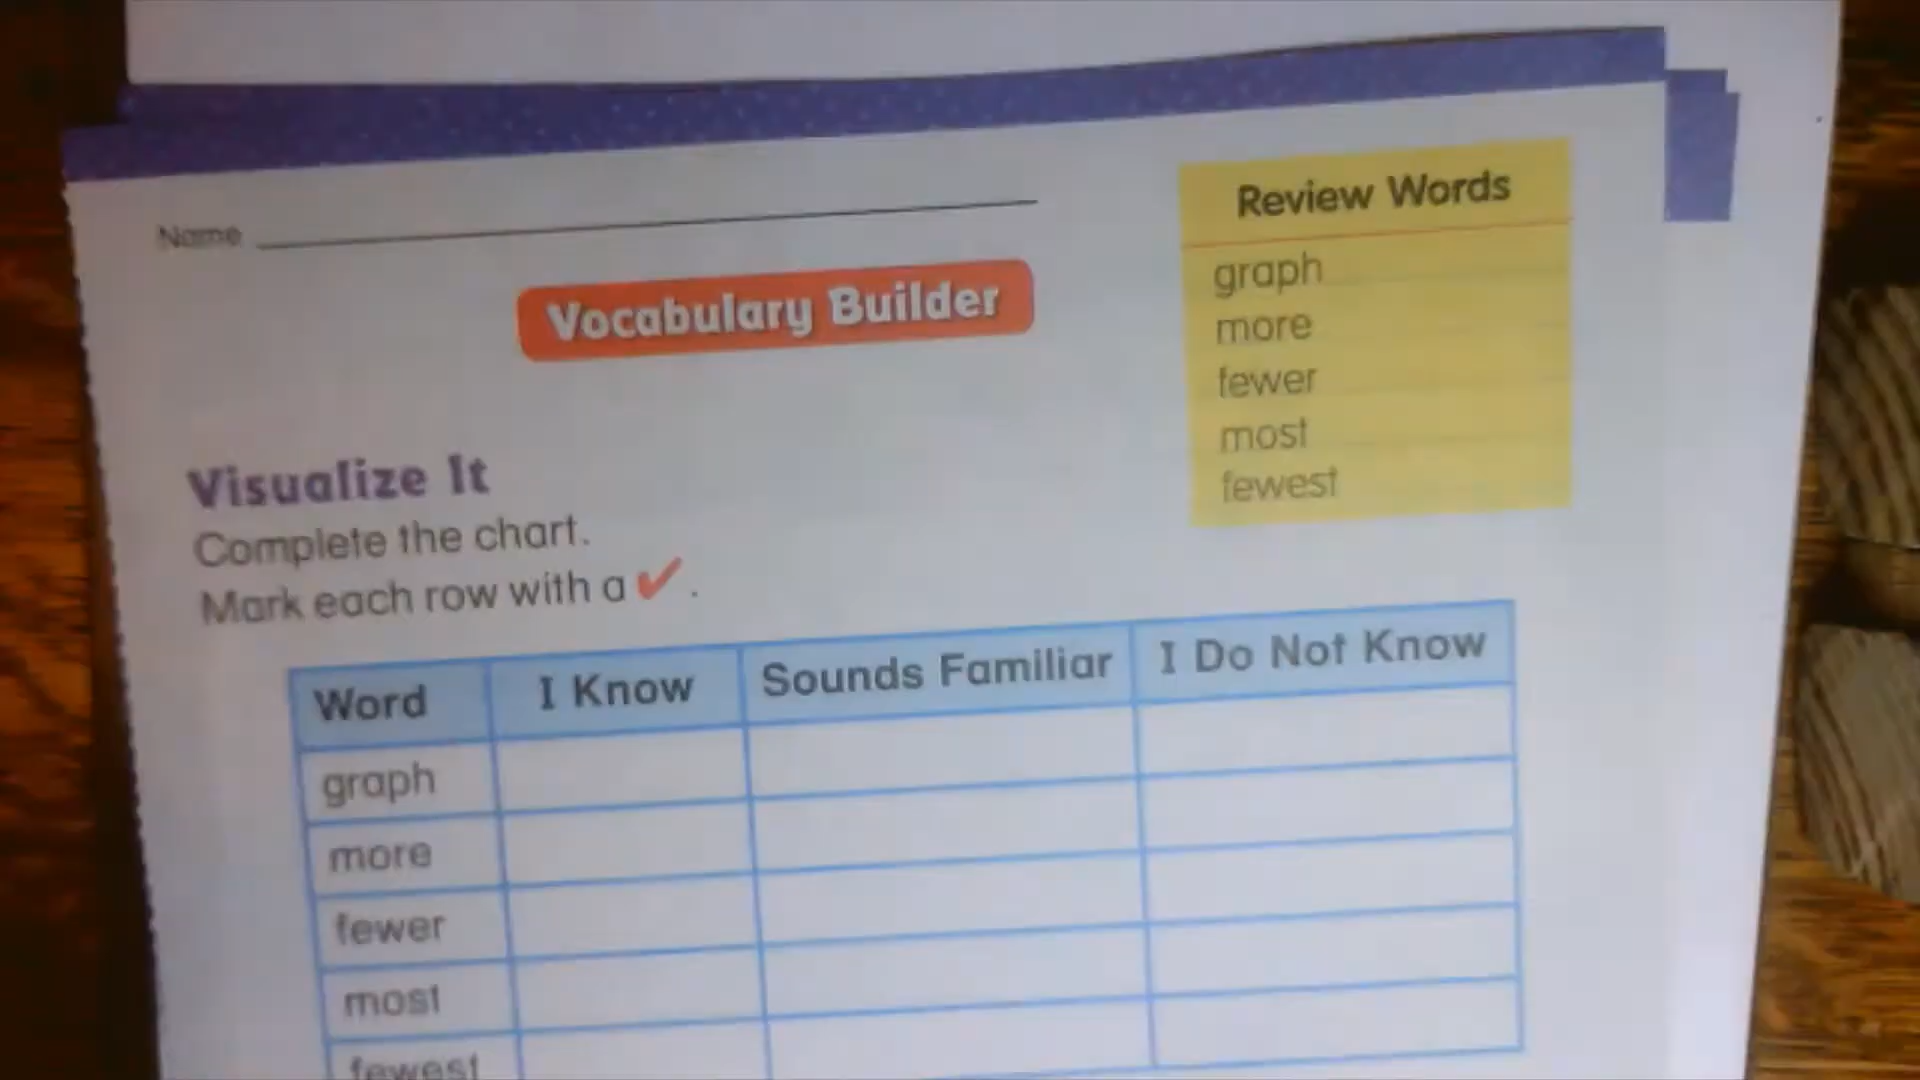 Name
Vocabulary Builder
Review Words
graph
more
fewer
most
fewest
Visualize It
Complete the chart.
Mark each row with a ✓.
Word I Know Sounds Familiar I Do Not Know
graph
more
fewer
most
fewest